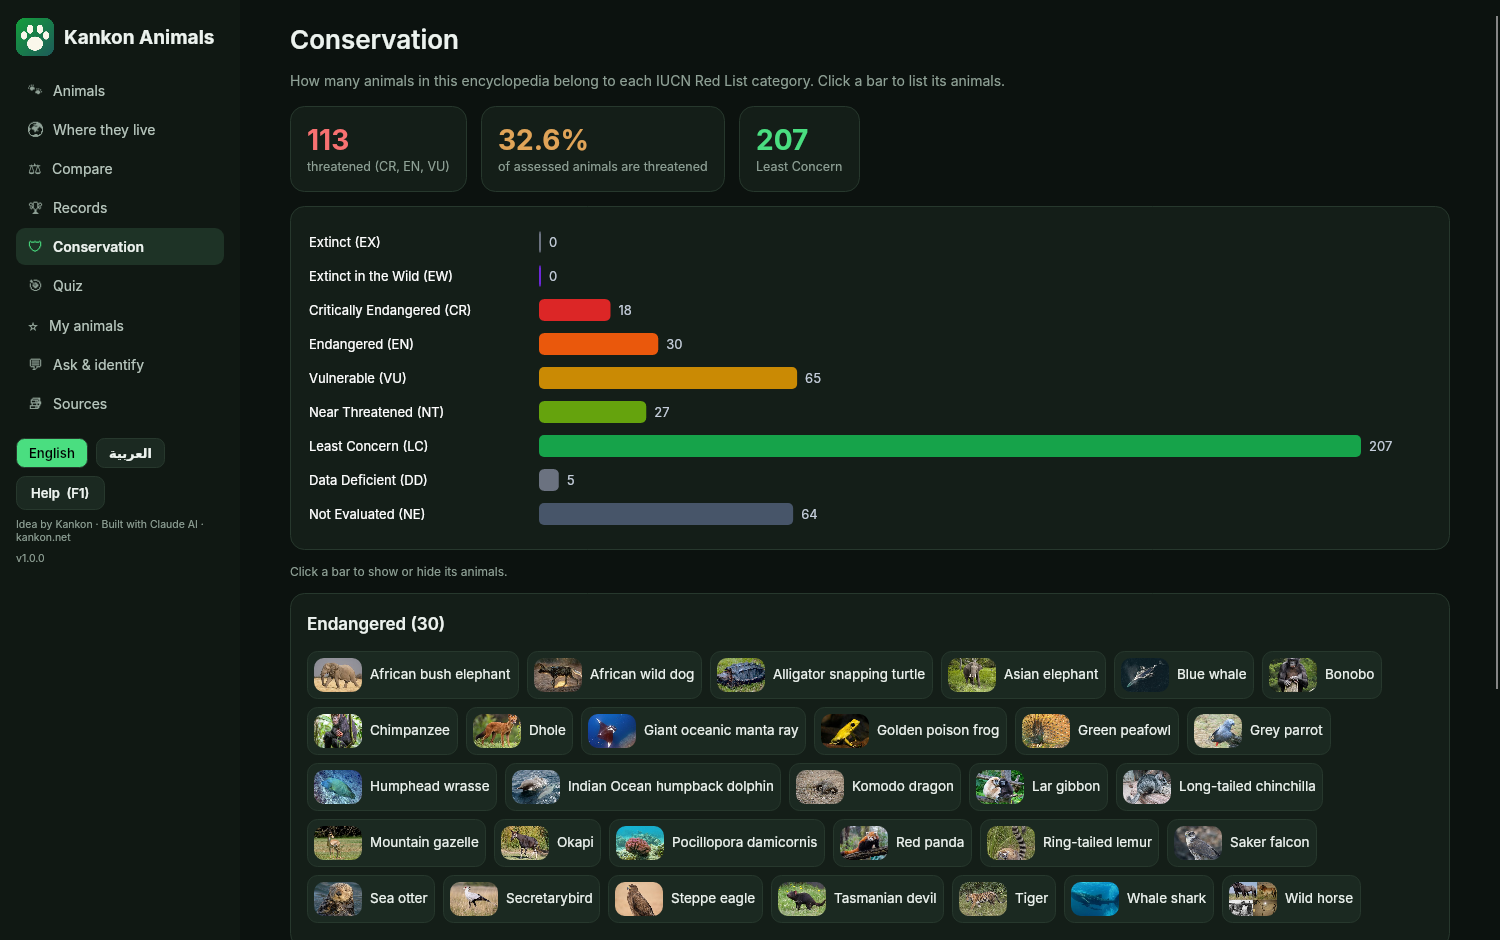 Kankon Animals
Animals
Where they live
Compare
Records
Conservation
Quiz
My animals
Ask & identify
Sources
English
العربية
Help (F1)
Idea by Kankon · Built with Claude AI ·
kankon.net
v1.0.0
Conservation
How many animals in this encyclopedia belong to each IUCN Red List category. Click a bar to list its animals.
113
threatened (CR, EN, VU)
32.6%
of assessed animals are threatened
207
Least Concern
Extinct (EX) 0
Extinct in the Wild (EW) 0
Critically Endangered (CR) 18
Endangered (EN) 30
Vulnerable (VU) 65
Near Threatened (NT) 27
Least Concern (LC) 207
Data Deficient (DD) 5
Not Evaluated (NE) 64
Click a bar to show or hide its animals.
Endangered (30)
African bush elephant African wild dog Alligator snapping turtle Asian elephant Blue whale Bonobo
Chimpanzee Dhole Giant oceanic manta ray Golden poison frog Green peafowl Grey parrot
Humphead wrasse Indian Ocean humpback dolphin Komodo dragon Lar gibbon Long-tailed chinchilla
Mountain gazelle Okapi Pocillopora damicornis Red panda Ring-tailed lemur Saker falcon
Sea otter Secretarybird Steppe eagle Tasmanian devil Tiger Whale shark Wild horse